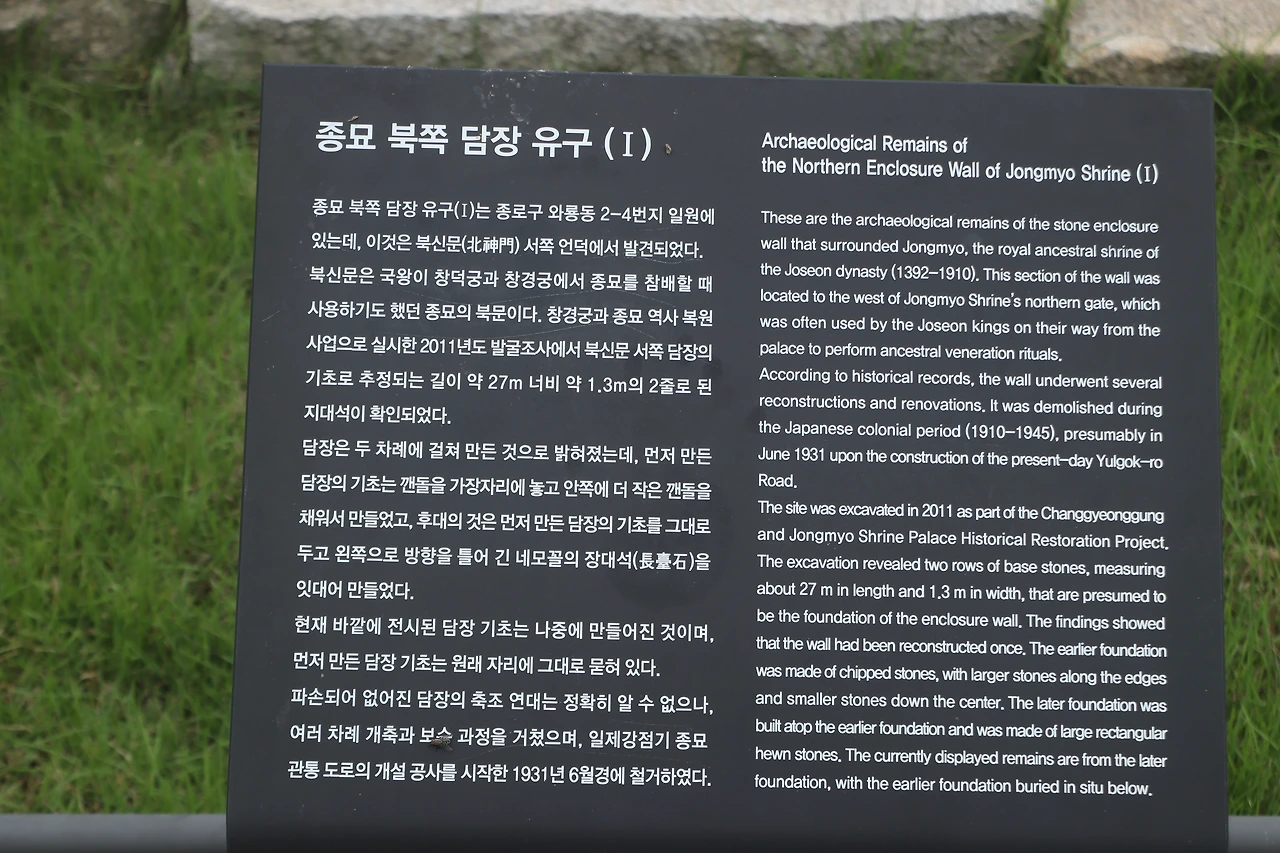 종묘 북쪽 담장 유구 (Ⅰ)
종묘 북쪽 담장 유구(Ⅰ)는 종로구 와룡동 2-4번지 일원에
있는데, 이것은 북신문(北神門) 서쪽 언덕에서 발견되었다.
북신문은 국왕이 창덕궁과 창경궁에서 종묘를 참배할 때
사용하기도 했던 종묘의 북문이다. 창경궁과 종묘 역사 복원
사업으로 실시한 2011년도 발굴조사에서 북신문 서쪽 담장의
기초로 추정되는 길이 약 27m 너비 약 1.3m의 2줄로 된
지대석이 확인되었다.
담장은 두 차례에 걸쳐 만든 것으로 밝혀졌는데, 먼저 만든
담장의 기초는 깬돌을 가장자리에 놓고 안쪽에 더 작은 깬돌을
채워서 만들었고, 후대의 것은 먼저 만든 담장의 기초를 그대로
두고 왼쪽으로 방향을 틀어 긴 네모꼴의 장대석(長臺石)을
잇대어 만들었다.
현재 바깥에 전시된 담장 기초는 나중에 만들어진 것이며,
먼저 만든 담장 기초는 원래 자리에 그대로 묻혀 있다.
파손되어 없어진 담장의 축조 연대는 정확히 알 수 없으나,
여러 차례 개축과 보수 과정을 거쳤으며, 일제강점기 종묘
관통 도로의 개설 공사를 시작한 1931년 6월경에 철거하였다.
Archaeological Remains of
the Northern Enclosure Wall of Jongmyo Shrine (Ⅰ)
These are the archaeological remains of the stone enclosure
wall that surrounded Jongmyo, the royal ancestral shrine of
the Joseon dynasty (1392-1910). This section of the wall was
located to the west of Jongmyo Shrine's northern gate, which
was often used by the Joseon kings on their way from the
palace to perform ancestral veneration rituals.
According to historical records, the wall underwent several
reconstructions and renovations. It was demolished during
the Japanese colonial period (1910-1945), presumably in
June 1931 upon the construction of the present-day Yulgok-ro
Road.
The site was excavated in 2011 as part of the Changgyeonggung
and Jongmyo Shrine Palace Historical Restoration Project.
The excavation revealed two rows of base stones, measuring
about 27 m in length and 1.3 m in width, that are presumed to
be the foundation of the enclosure wall. The findings showed
that the wall had been reconstructed once. The earlier foundation
was made of chipped stones, with larger stones along the edges
and smaller stones down the center. The later foundation was
built atop the earlier foundation and was made of large rectangular
hewn stones. The currently displayed remains are from the later
foundation, with the earlier foundation buried in situ below.